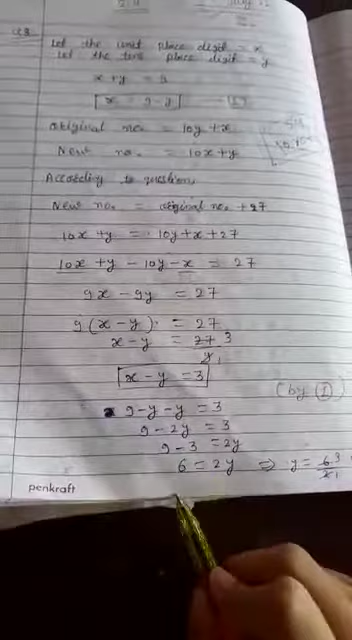 Q3
Let the unit place digit = x
Let the tens place digit = y
x + y = 9
x = 9 - y
Original no. = 10y + x
New no. = 10x + y
According to question,
New no. = original no. + 27
10x + y = 10y + x + 27
10x + y - 10y - x = 27
9x - 9y = 27
9(x - y) = 27
x - y = 27 3
x - y = 3
(by ①)
9 - y - y = 3
9 - 2y = 3
9 - 3 = 2y
6 = 2y ⇒ y = 6 3
penkraft